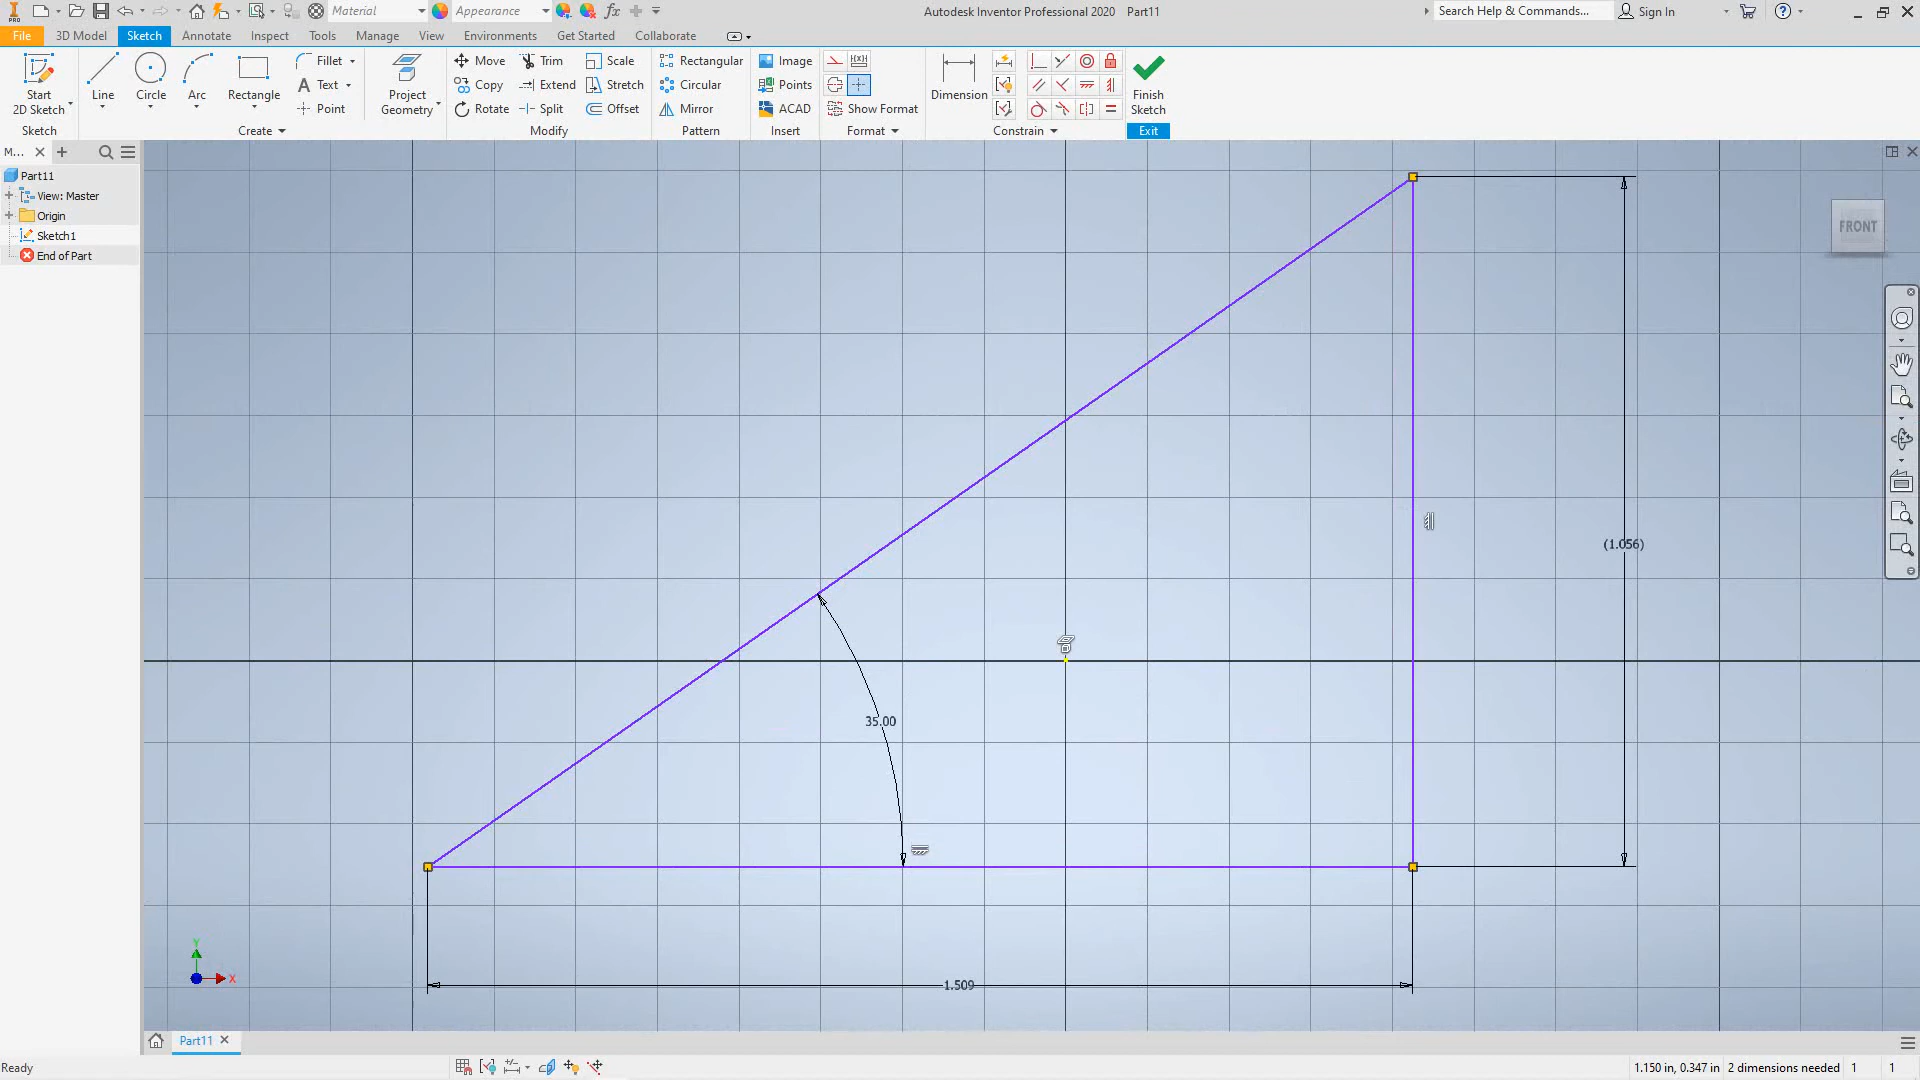 Material
Appearance
Autodesk Inventor Professional 2020 Part11
Search Help & Commands...
Sign In
File 3D Model Sketch Annotate Inspect Tools Manage View Environments Get Started Collaborate
Start
2D Sketch
Sketch
Line
Circle
Arc
Rectangle
Fillet
Text
Point
Create
Project
Geometry
Move
Copy
Rotate
Trim
Extend
Split
Scale
Stretch
Offset
Modify
Rectangular
Circular
Mirror
Pattern
Image
Points
ACAD
Insert
Show Format
Format
Dimension
Constrain
Finish
Sketch
Exit
M...
Part11
View: Master
Origin
Sketch1
End of Part
FRONT
(1.056)
35.00
1.509
Y
X
Part11
Ready
1.150 in, 0.347 in 2 dimensions needed 1 1